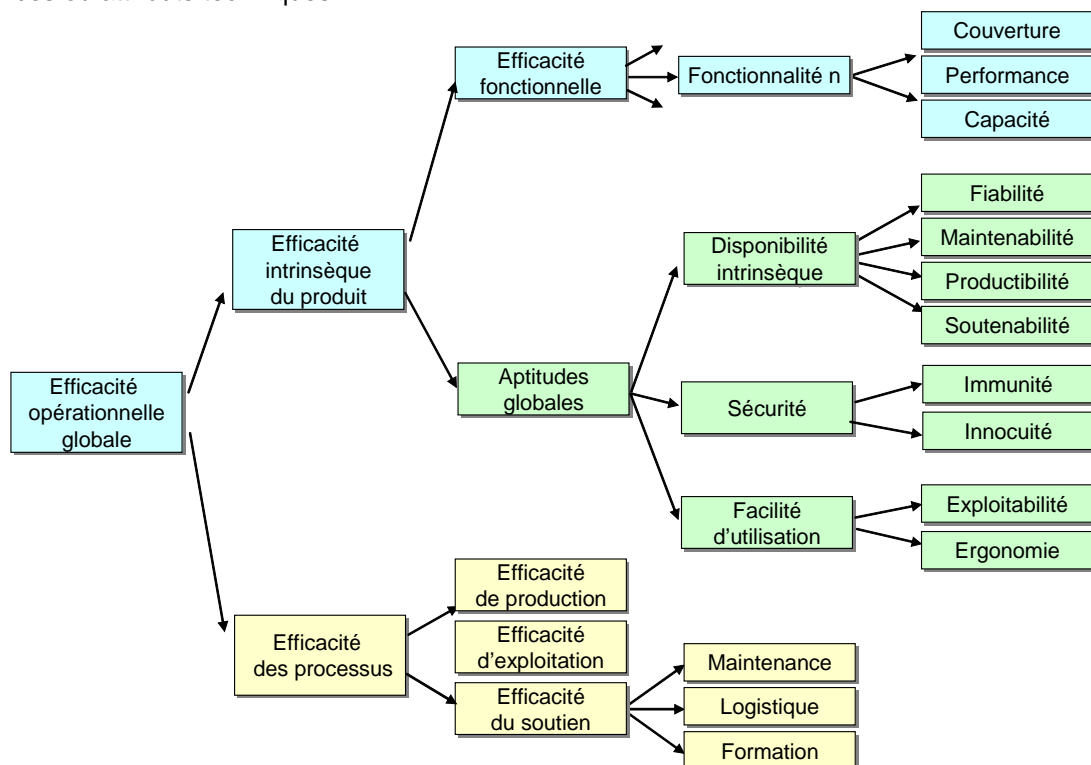 Couverture
Efficacité
fonctionnelle
Fonctionnalité n
Performance
Capacité
Fiabilité
Efficacité
intrinsèque
du produit
Disponibilité
intrinsèque
Maintenabilité
Productibilité
Soutenabilité
Efficacité
opérationnelle
globale
Aptitudes
globales
Sécurité
Immunité
Innocuité
Facilité
d'utilisation
Exploitabilité
Ergonomie
Efficacité
de production
Efficacité
des processus
Efficacité
d'exploitation
Efficacité
du soutien
Maintenance
Logistique
Formation